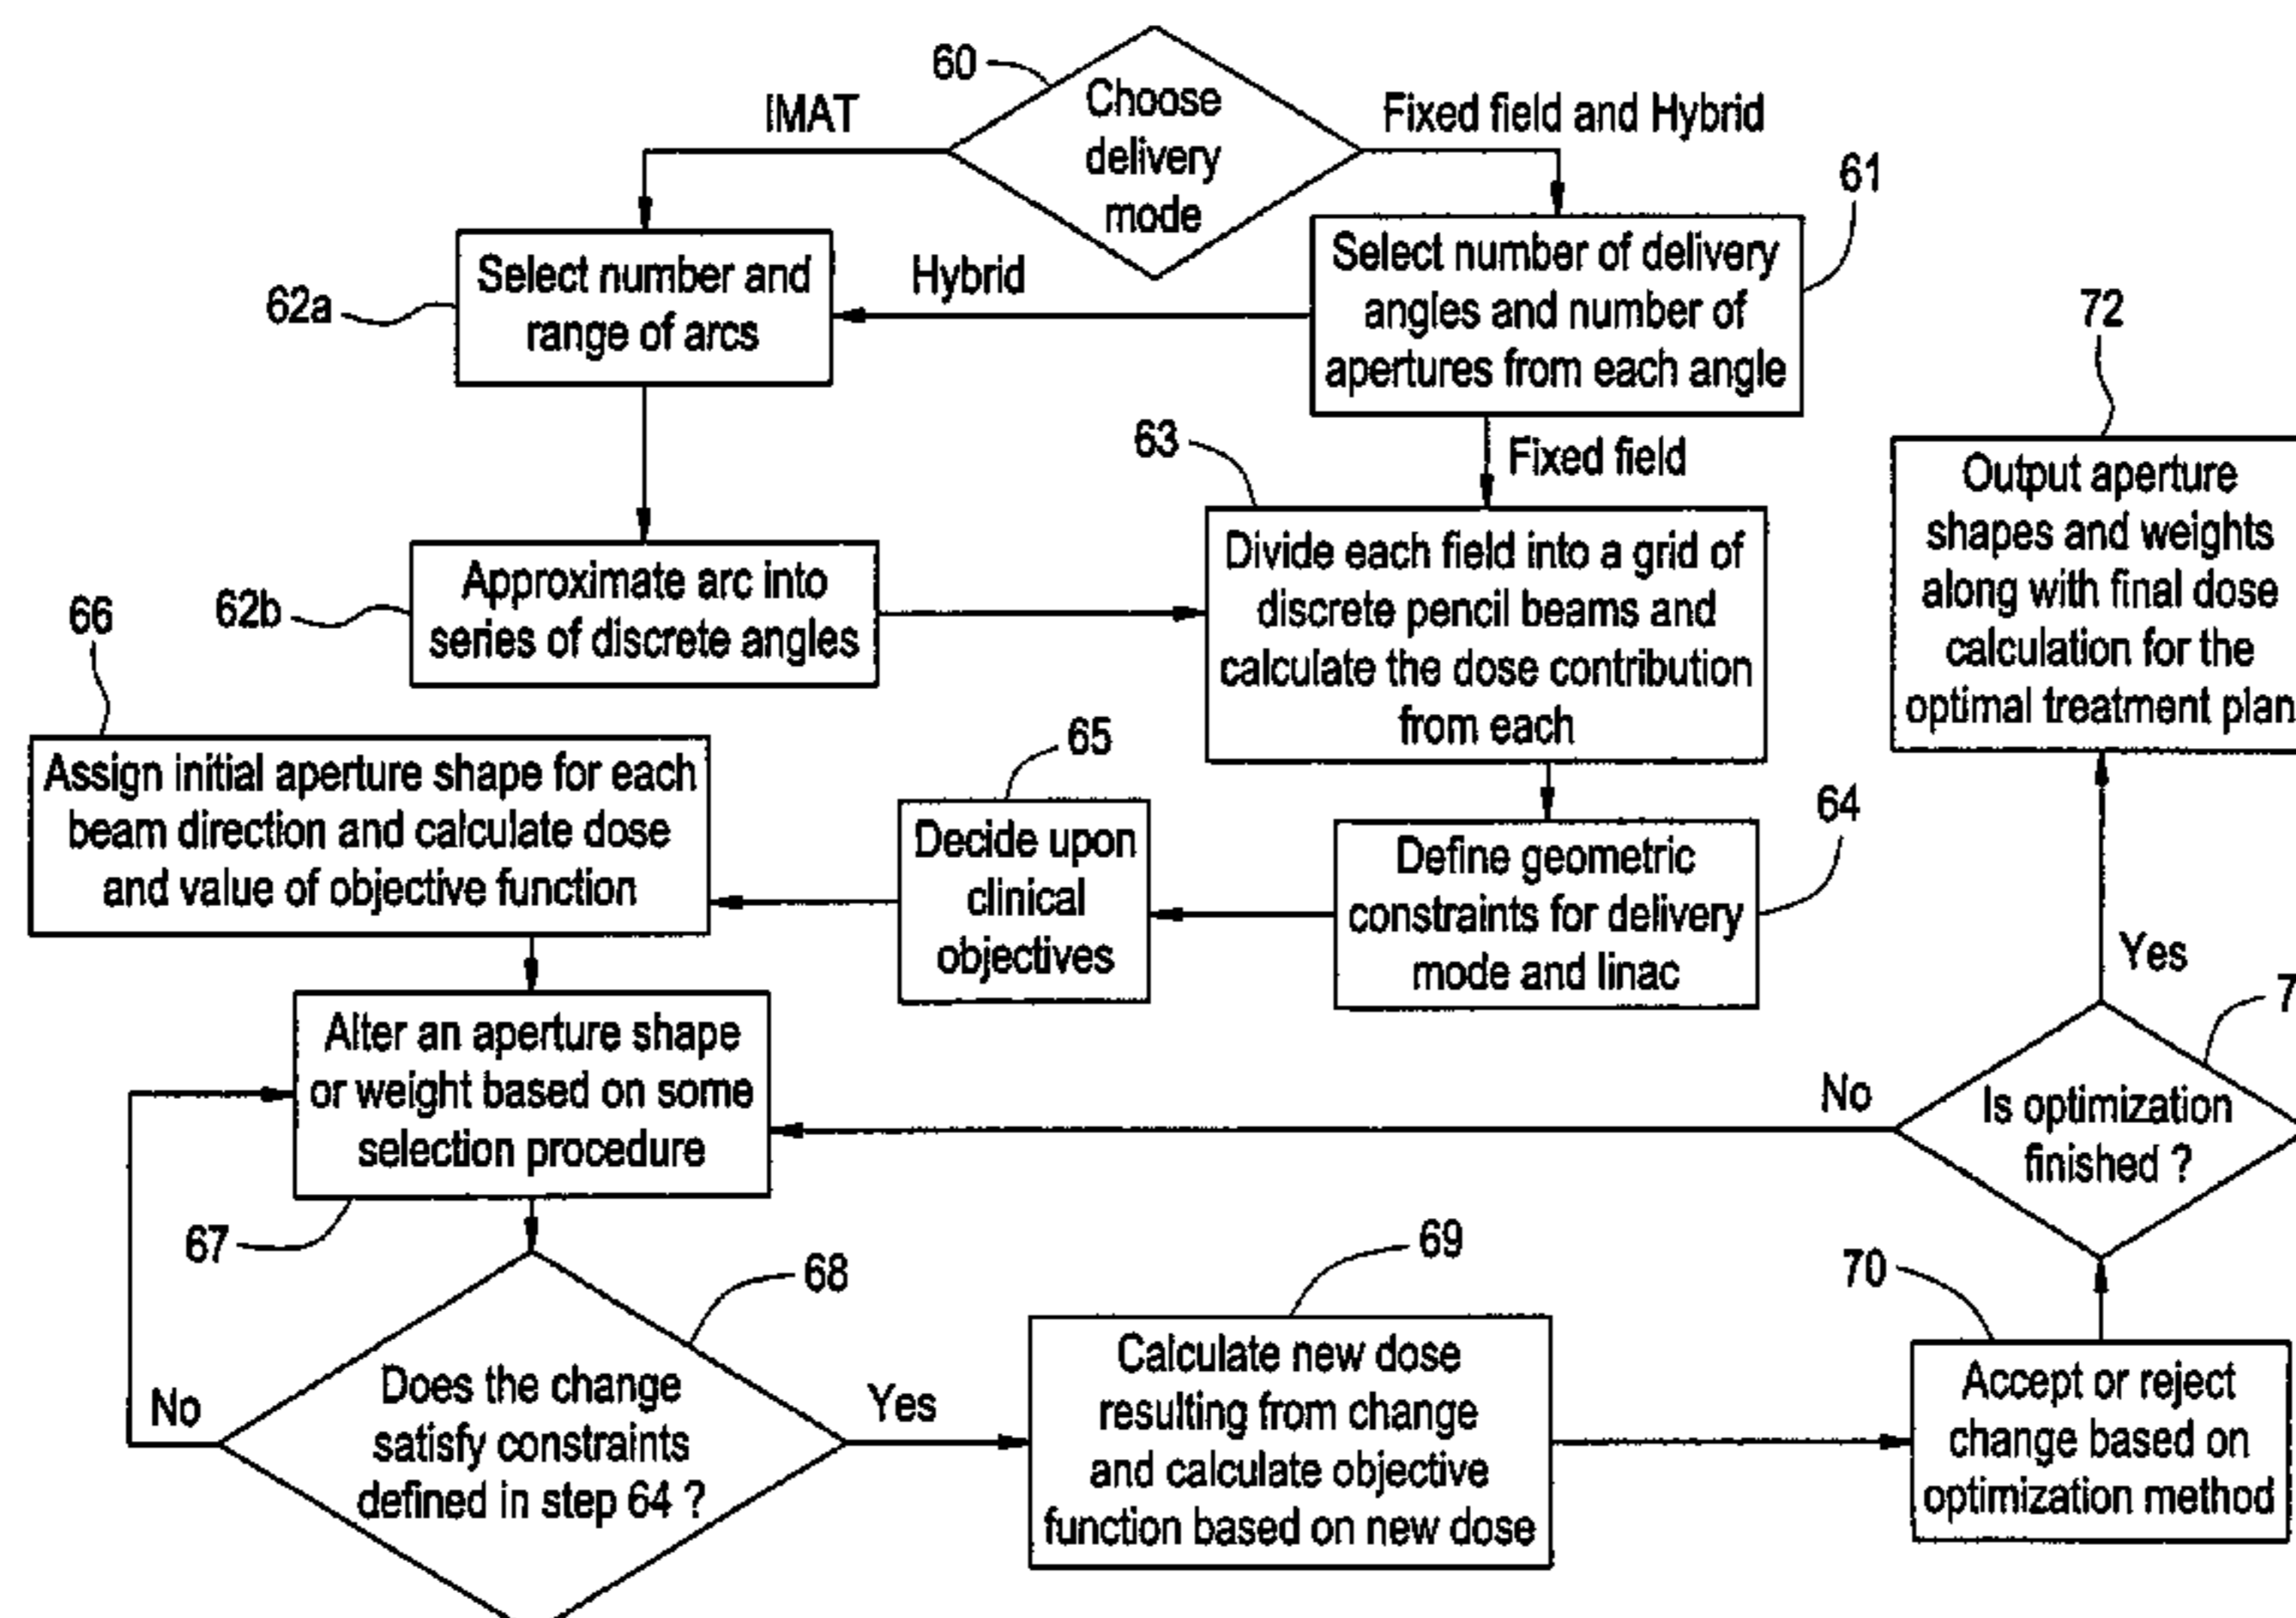 60
Choose
delivery
mode
IMAT
Fixed field and Hybrid
61
Select number of delivery
angles and number of
apertures from each angle
Hybrid
62a
Select number and
range of arcs
Fixed field
62b
Approximate arc into
series of discrete angles
63
Divide each field into a grid of
discrete pencil beams and
calculate the dose contribution
from each
64
Define geometric
constraints for delivery
mode and linac
65
Decide upon
clinical
objectives
66
Assign initial aperture shape for each
beam direction and calculate dose
and value of objective function
67
Alter an aperture shape
or weight based on some
selection procedure
68
Does the change
satisfy constraints
defined in step 64 ?
No
Yes
69
Calculate new dose
resulting from change
and calculate objective
function based on new dose
70
Accept or reject
change based on
optimization method
Is optimization
finished ?
No
Yes
72
Output aperture
shapes and weights
along with final dose
calculation for the
optimal treatment plan